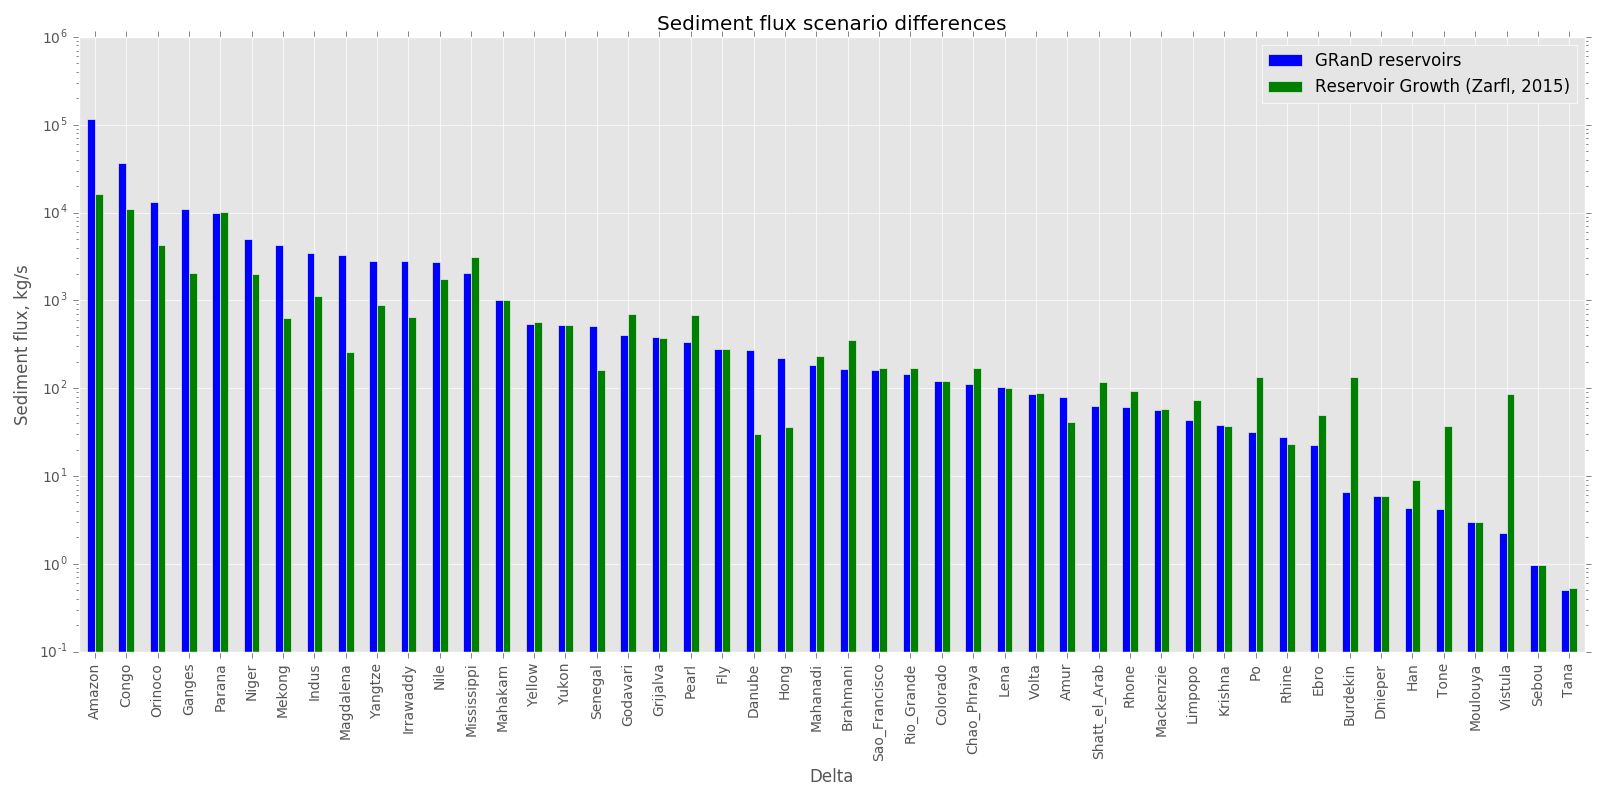 Sediment flux scenario differences
GRanD reservoirs
Reservoir Growth (Zarfl, 2015)
Sediment flux, kg/s
10^6
10^5
10^4
10^3
10^2
10^1
10^0
10^-1
Amazon
Congo
Orinoco
Ganges
Parana
Niger
Mekong
Indus
Magdalena
Yangtze
Irrawaddy
Nile
Mississippi
Mahakam
Yellow
Yukon
Senegal
Godavari
Grijalva
Pearl
Fly
Danube
Hong
Mahanadi
Brahmani
Sao_Francisco
Rio_Grande
Colorado
Chao_Phraya
Lena
Volta
Amur
Shatt_el_Arab
Rhone
Mackenzie
Limpopo
Krishna
Po
Rhine
Ebro
Burdekin
Dnieper
Han
Tone
Moulouya
Vistula
Sebou
Tana
Delta